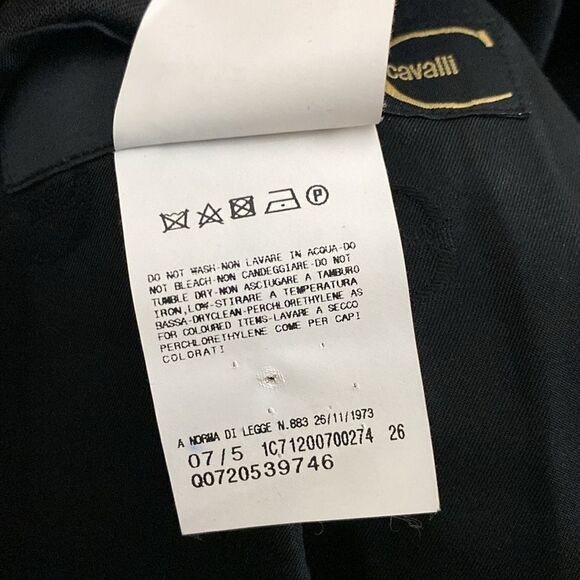 cavalli
P
DO NOT WASH-NON LAVARE IN ACQUA-DO
NOT BLEACH-NON CANDEGGIARE-DO NOT
TUMBLE DRY-NON ASCIUGARE A TAMBURO
IRON,LOW-STIRARE A TEMPERATURA
BASSA-DRYCLEAN-PERCHLORETHYLENE AS
FOR COLOURED ITEMS-LAVARE A SECCO
PERCHLORETHYLENE COME PER CAPI
COLORATI
A NORMA DI LEGGE N.883 26/11/1973
07/5 1C71200700274 26
Q0720539746